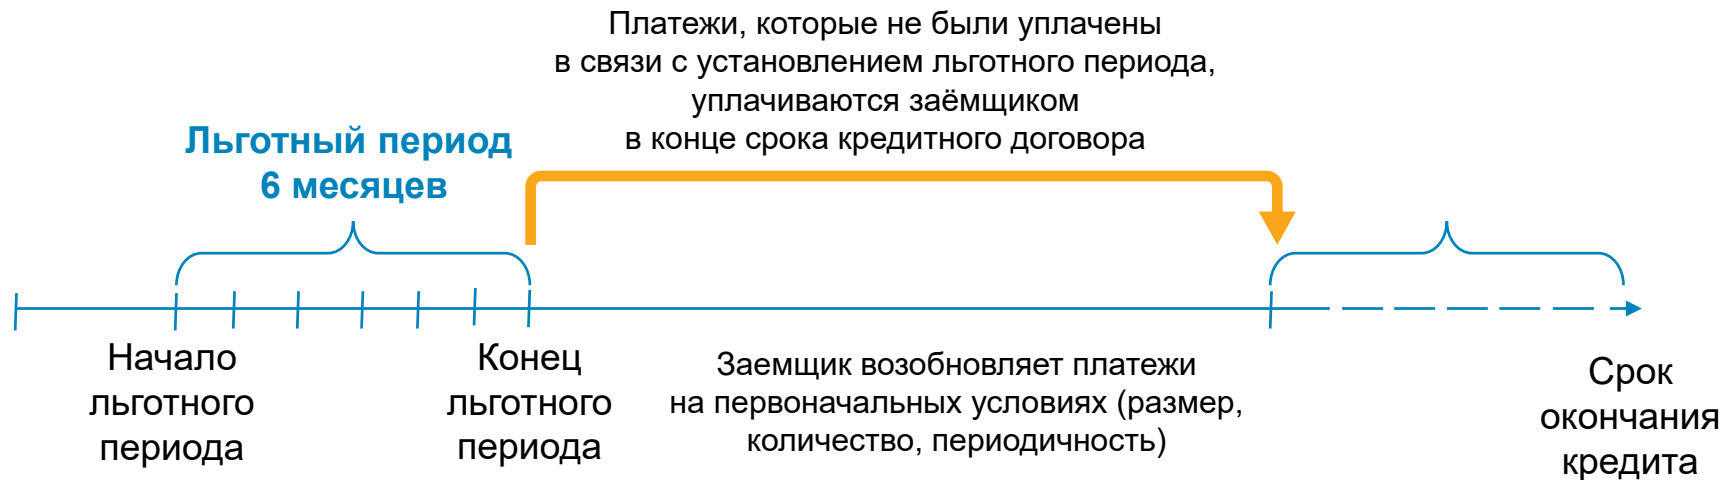 Платежи, которые не были уплачены
в связи с установлением льготного периода,
уплачиваются заёмщиком
в конце срока кредитного договора
Льготный период
6 месяцев
Начало
льготного
периода
Конец
льготного
периода
Заемщик возобновляет платежи
на первоначальных условиях (размер,
количество, периодичность)
Срок
окончания
кредита